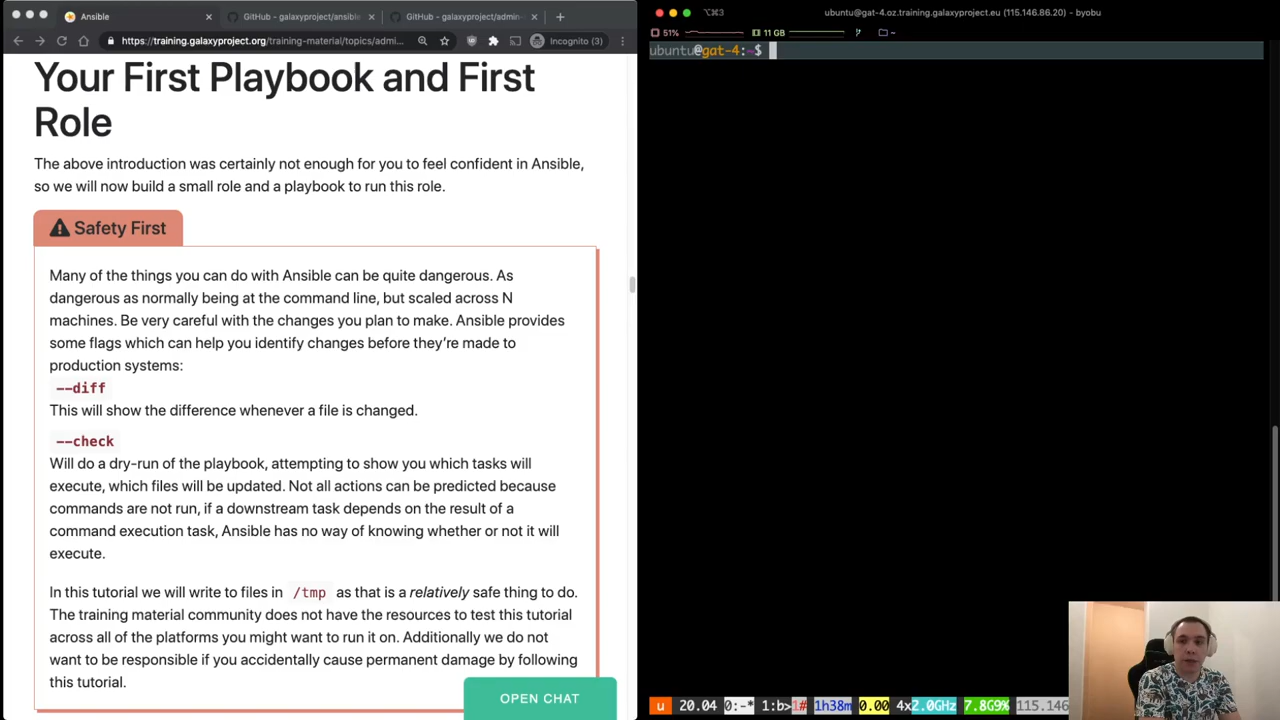 Ansible
GitHub - galaxyproject/ansible
GitHub - galaxyproject/admin-
https://training.galaxyproject.org/training-material/topics/admi...
Incognito (3)
Your First Playbook and First
Role
The above introduction was certainly not enough for you to feel confident in Ansible,
so we will now build a small role and a playbook to run this role.
Safety First
Many of the things you can do with Ansible can be quite dangerous. As
dangerous as normally being at the command line, but scaled across N
machines. Be very careful with the changes you plan to make. Ansible provides
some flags which can help you identify changes before they're made to
production systems:
--diff
This will show the difference whenever a file is changed.
--check
Will do a dry-run of the playbook, attempting to show you which tasks will
execute, which files will be updated. Not all actions can be predicted because
commands are not run, if a downstream task depends on the result of a
command execution task, Ansible has no way of knowing whether or not it will
execute.
In this tutorial we will write to files in /tmp as that is a relatively safe thing to do.
The training material community does not have the resources to test this tutorial
across all of the platforms you might want to run it on. Additionally we do not
want to be responsible if you accidentally cause permanent damage by following
this tutorial.
OPEN CHAT
⌥⌘3
ubuntu@gat-4.oz.training.galaxyproject.eu (115.146.86.20) - byobu
51%
11 GB
~
ubuntu@gat-4:~$
u 20.04 0:-* 1:b>1# 1h38m 0.00 4x2.0GHz 7.8G9% 115.146